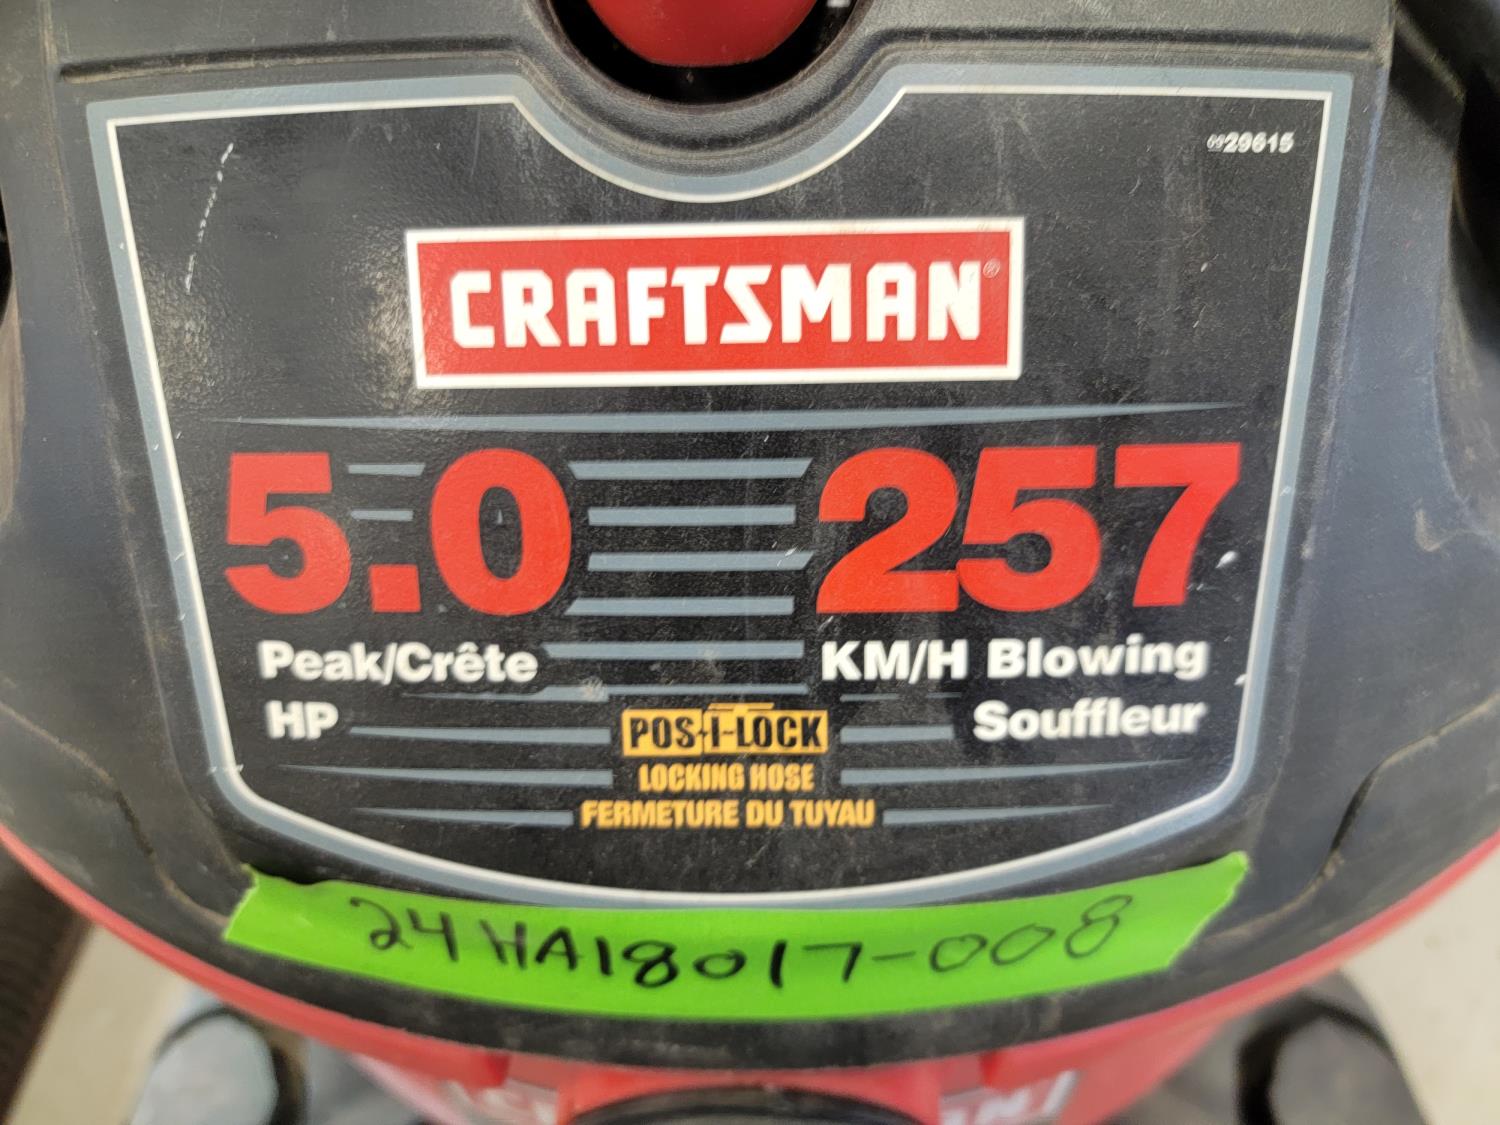 29615
CRAFTSMAN®
5.0
Peak/Crête
HP
257
KM/H Blowing
Souffleur
POS-I-LOCK
LOCKING HOSE
FERMETURE DU TUYAU
24HA18017-008